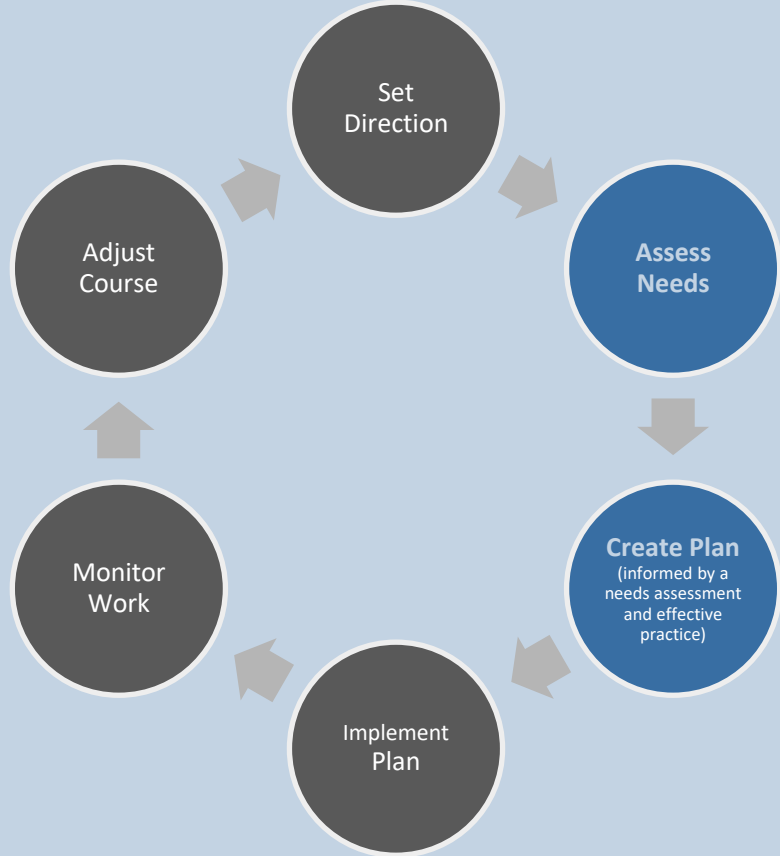 Set
Direction
Assess
Needs
Create Plan
(informed by a
needs assessment
and effective
practice)
Implement
Plan
Monitor
Work
Adjust
Course